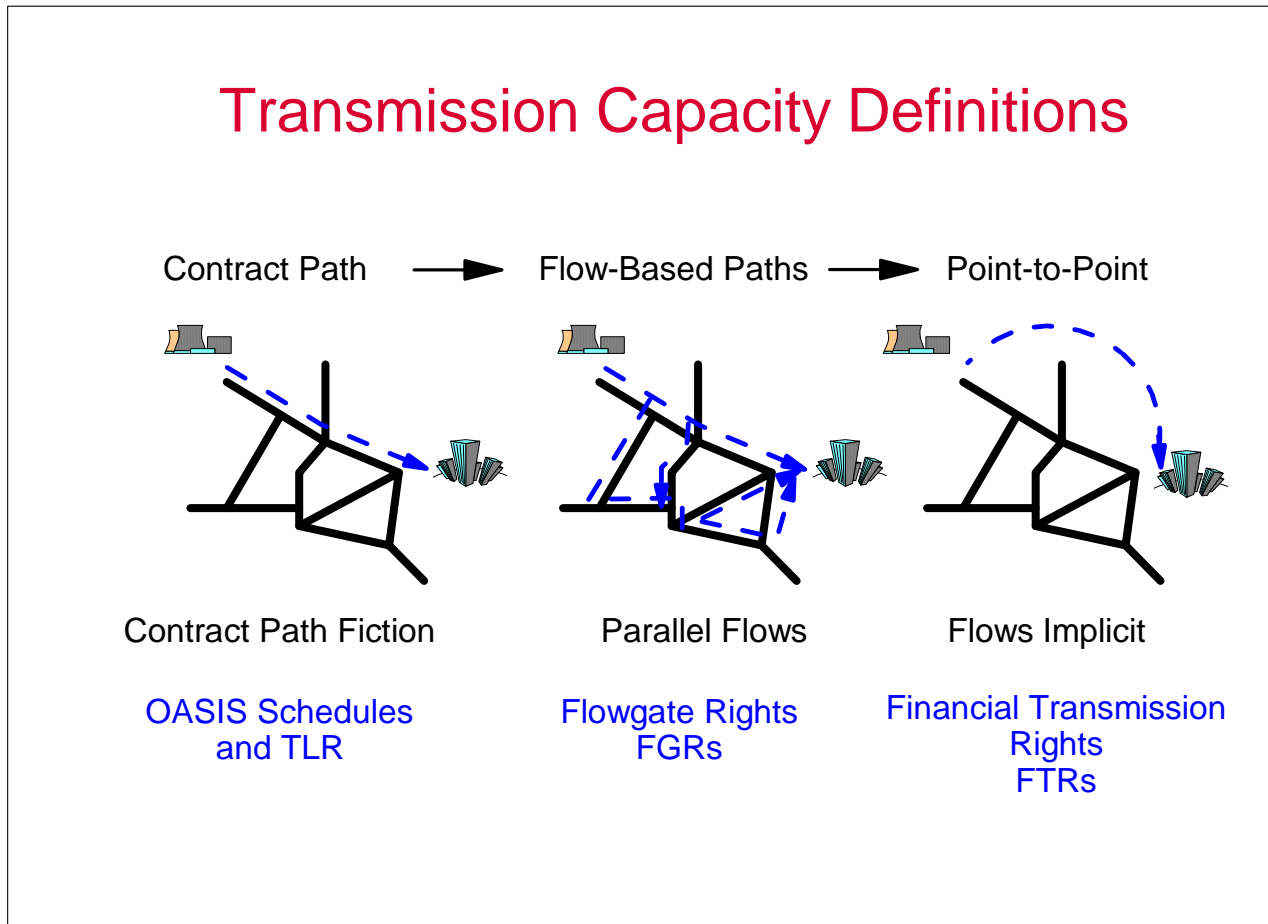 Transmission Capacity Definitions
Contract Path
Flow-Based Paths
Point-to-Point
Contract Path Fiction
Parallel Flows
Flows Implicit
OASIS Schedules
and TLR
Flowgate Rights
FGRs
Financial Transmission
Rights
FTRs